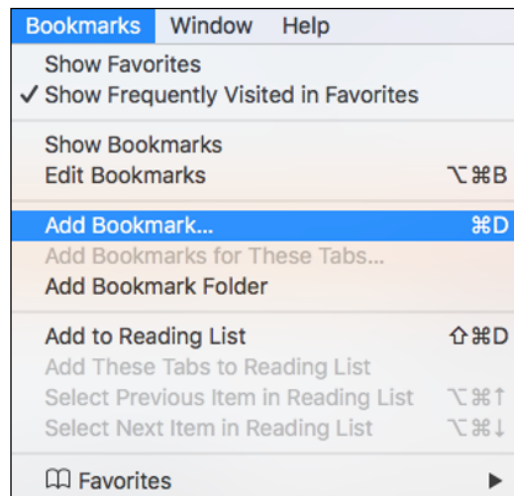 Bookmarks Window Help
Show Favorites
✓ Show Frequently Visited in Favorites
Show Bookmarks
Edit Bookmarks ⌥⌘B
Add Bookmark... ⌘D
Add Bookmarks for These Tabs...
Add Bookmark Folder
Add to Reading List ⇧⌘D
Add These Tabs to Reading List
Select Previous Item in Reading List ⌥⌘↑
Select Next Item in Reading List ⌥⌘↓
Favorites ▶